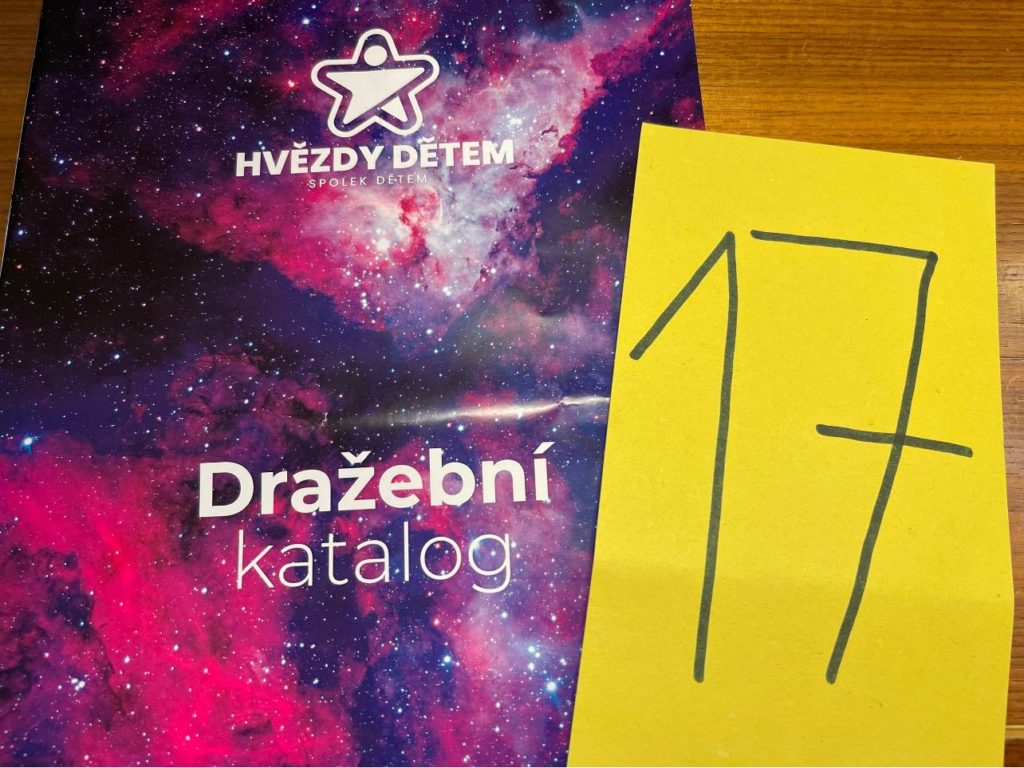 HVĚZDY DĚTEM
SPOLEK DĚTEM
Dražební
katalog
17